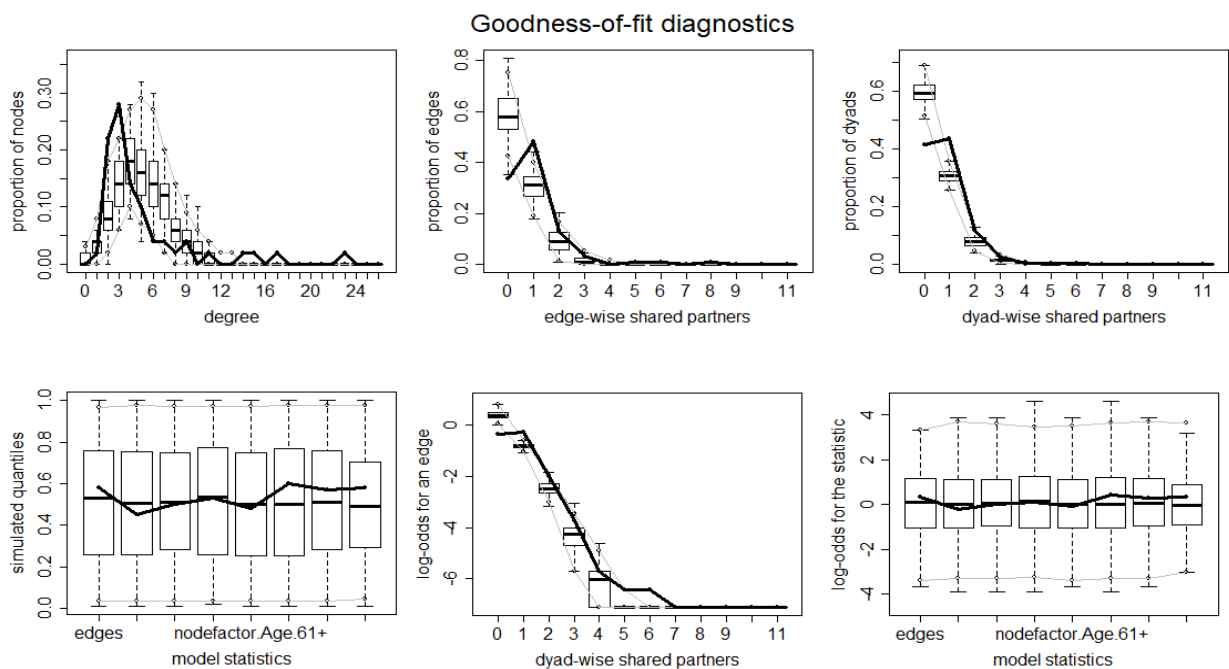 Goodness-of-fit diagnostics
proportion of nodes
0.00 0.10 0.20 0.30
0 3 6 9 12 16 20 24
degree
proportion of edges
0.0 0.2 0.4 0.6 0.8
0 1 2 3 4 5 6 7 9 11
edge-wise shared partners
proportion of dyads
0.0 0.2 0.4 0.6
0 1 2 3 4 5 6 7 9 11
dyad-wise shared partners
simulated quantiles
0.0 0.2 0.4 0.6 0.8 1.0
edges nodefactor.Age.61+
model statistics
log-odds for an edge
-6 -4 -2 0
0 1 2 3 4 5 6 7 9 11
dyad-wise shared partners
log-odds for the statistic
-4 -2 0 2 4
edges nodefactor.Age.61+
model statistics